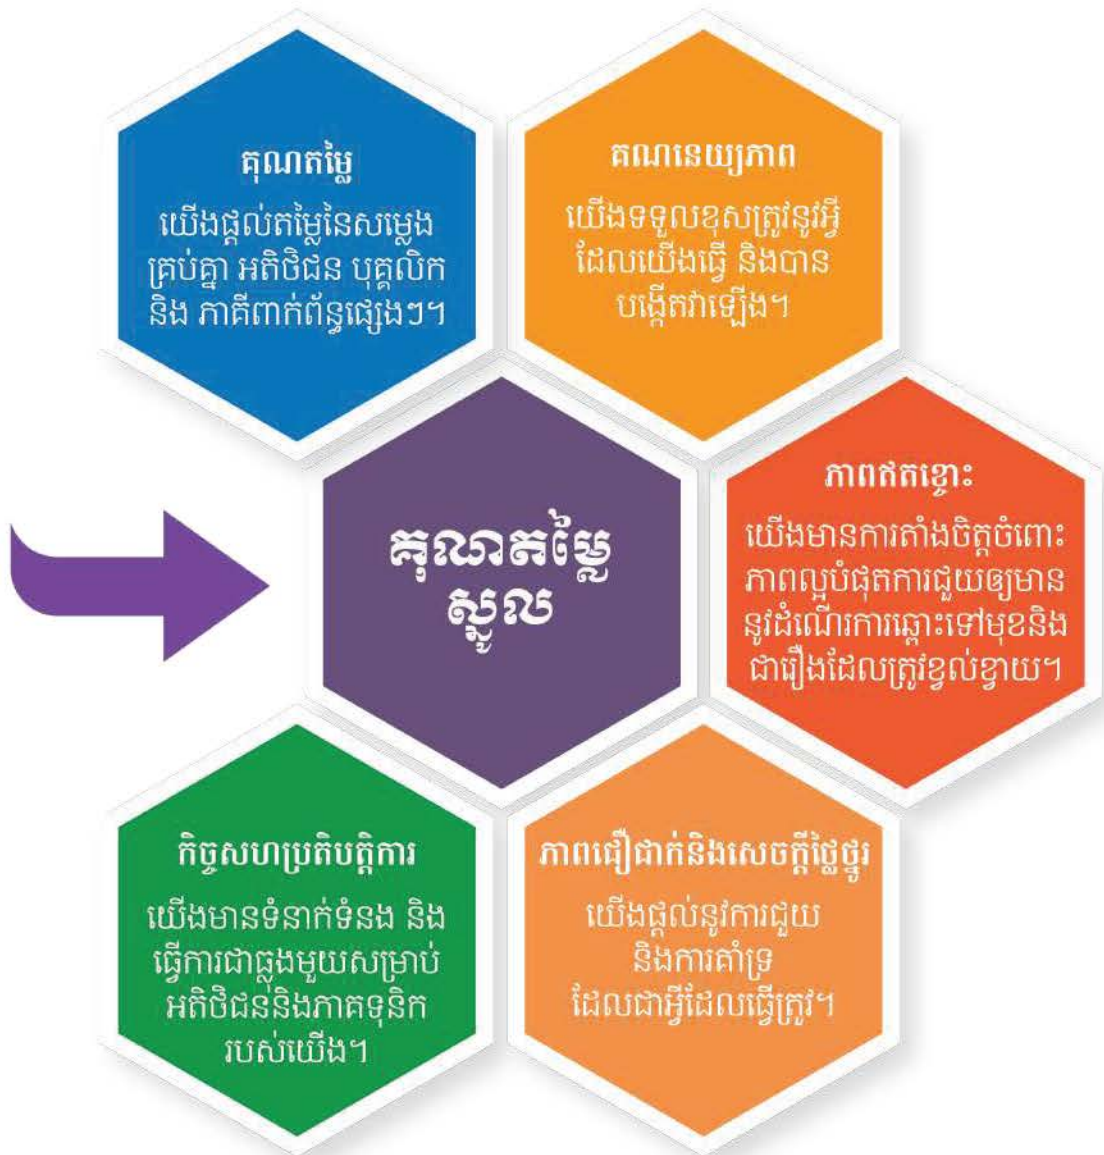 គុណតម្លៃ
យើងផ្តល់តម្លៃនៃសម្លេង
គ្រប់គ្នា អតិថិជន បុគ្គលិក
និង ភាគីពាក់ព័ន្ធផ្សេងៗ។
គណនេយ្យភាព
យើងទទួលខុសត្រូវនូវអ្វី
ដែលយើងធ្វើ និងបាន
បង្កើតវាឡើង។
គុណតម្លៃ
ស្នូល
ភាពឥតខ្ចោះ
យើងមានការតាំងចិត្តចំពោះ
ភាពល្អបំផុតការជួយឲ្យមាន
នូវដំណើរការឆ្ពោះទៅមុខនិង
ជារឿងដែលត្រូវខ្វល់ខ្វាយ។
កិច្ចសហប្រតិបត្តិការ
យើងមានទំនាក់ទំនង និង
ធ្វើការជាធ្លុងមួយសម្រាប់
អតិថិជននិងភាគទុនិក
របស់យើង។
ភាពជឿជាក់និងសេចក្តីថ្លៃថ្នូរ
យើងផ្តល់នូវការជួយ
និងការគាំទ្រ
ដែលជាអ្វីដែលធ្វើត្រូវ។